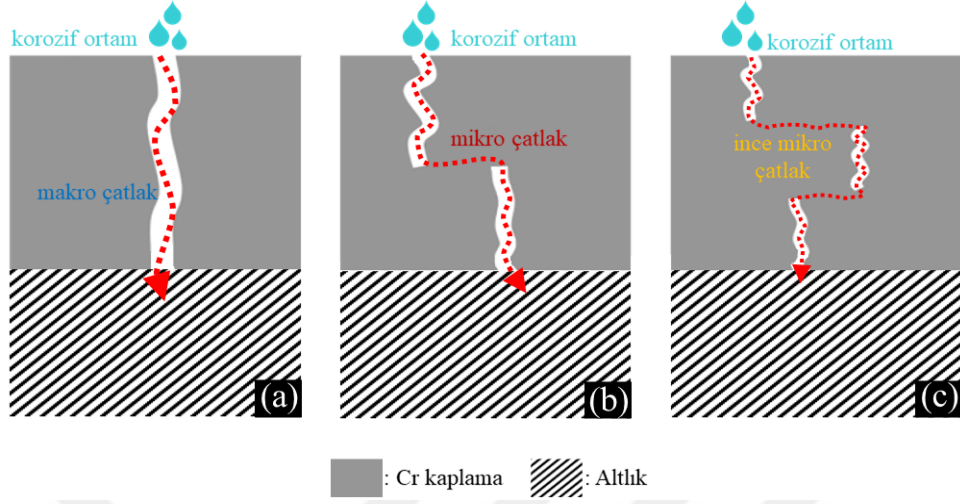 korozif ortam
makro çatlak
(a)
korozif ortam
mikro çatlak
(b)
korozif ortam
ince mikro
çatlak
(c)
: Cr kaplama
: Altlık